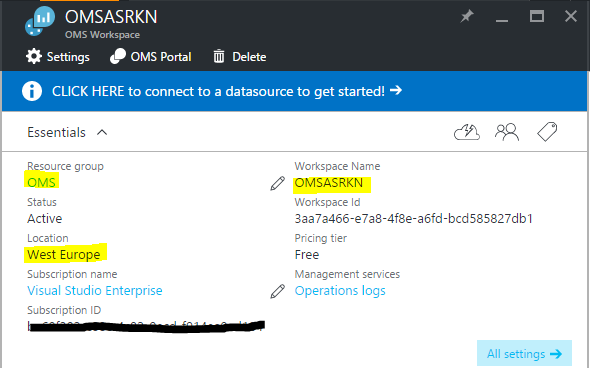 OMSASRKN
OMS Workspace
Settings OMS Portal Delete
CLICK HERE to connect to a datasource to get started!
Essentials
Resource group
OMS
Status
Active
Location
West Europe
Subscription name
Visual Studio Enterprise
Subscription ID
Workspace Name
OMSASRKN
Workspace Id
3aa7a466-e7a8-4f8e-a6fd-bcd585827db1
Pricing tier
Free
Management services
Operations logs
All settings